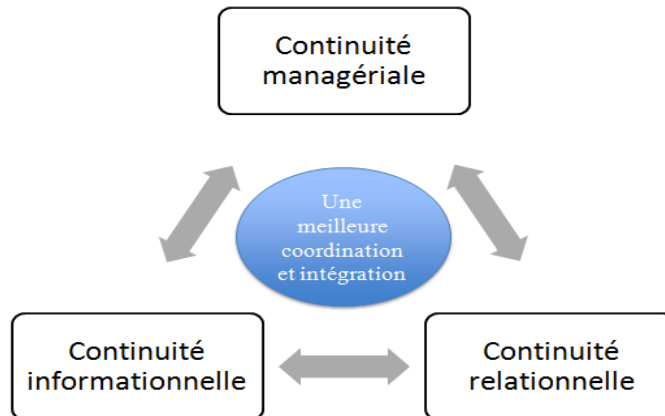 Continuité
managériale
Une
meilleure
coordination
et intégration
Continuité
informationnelle
Continuité
relationnelle